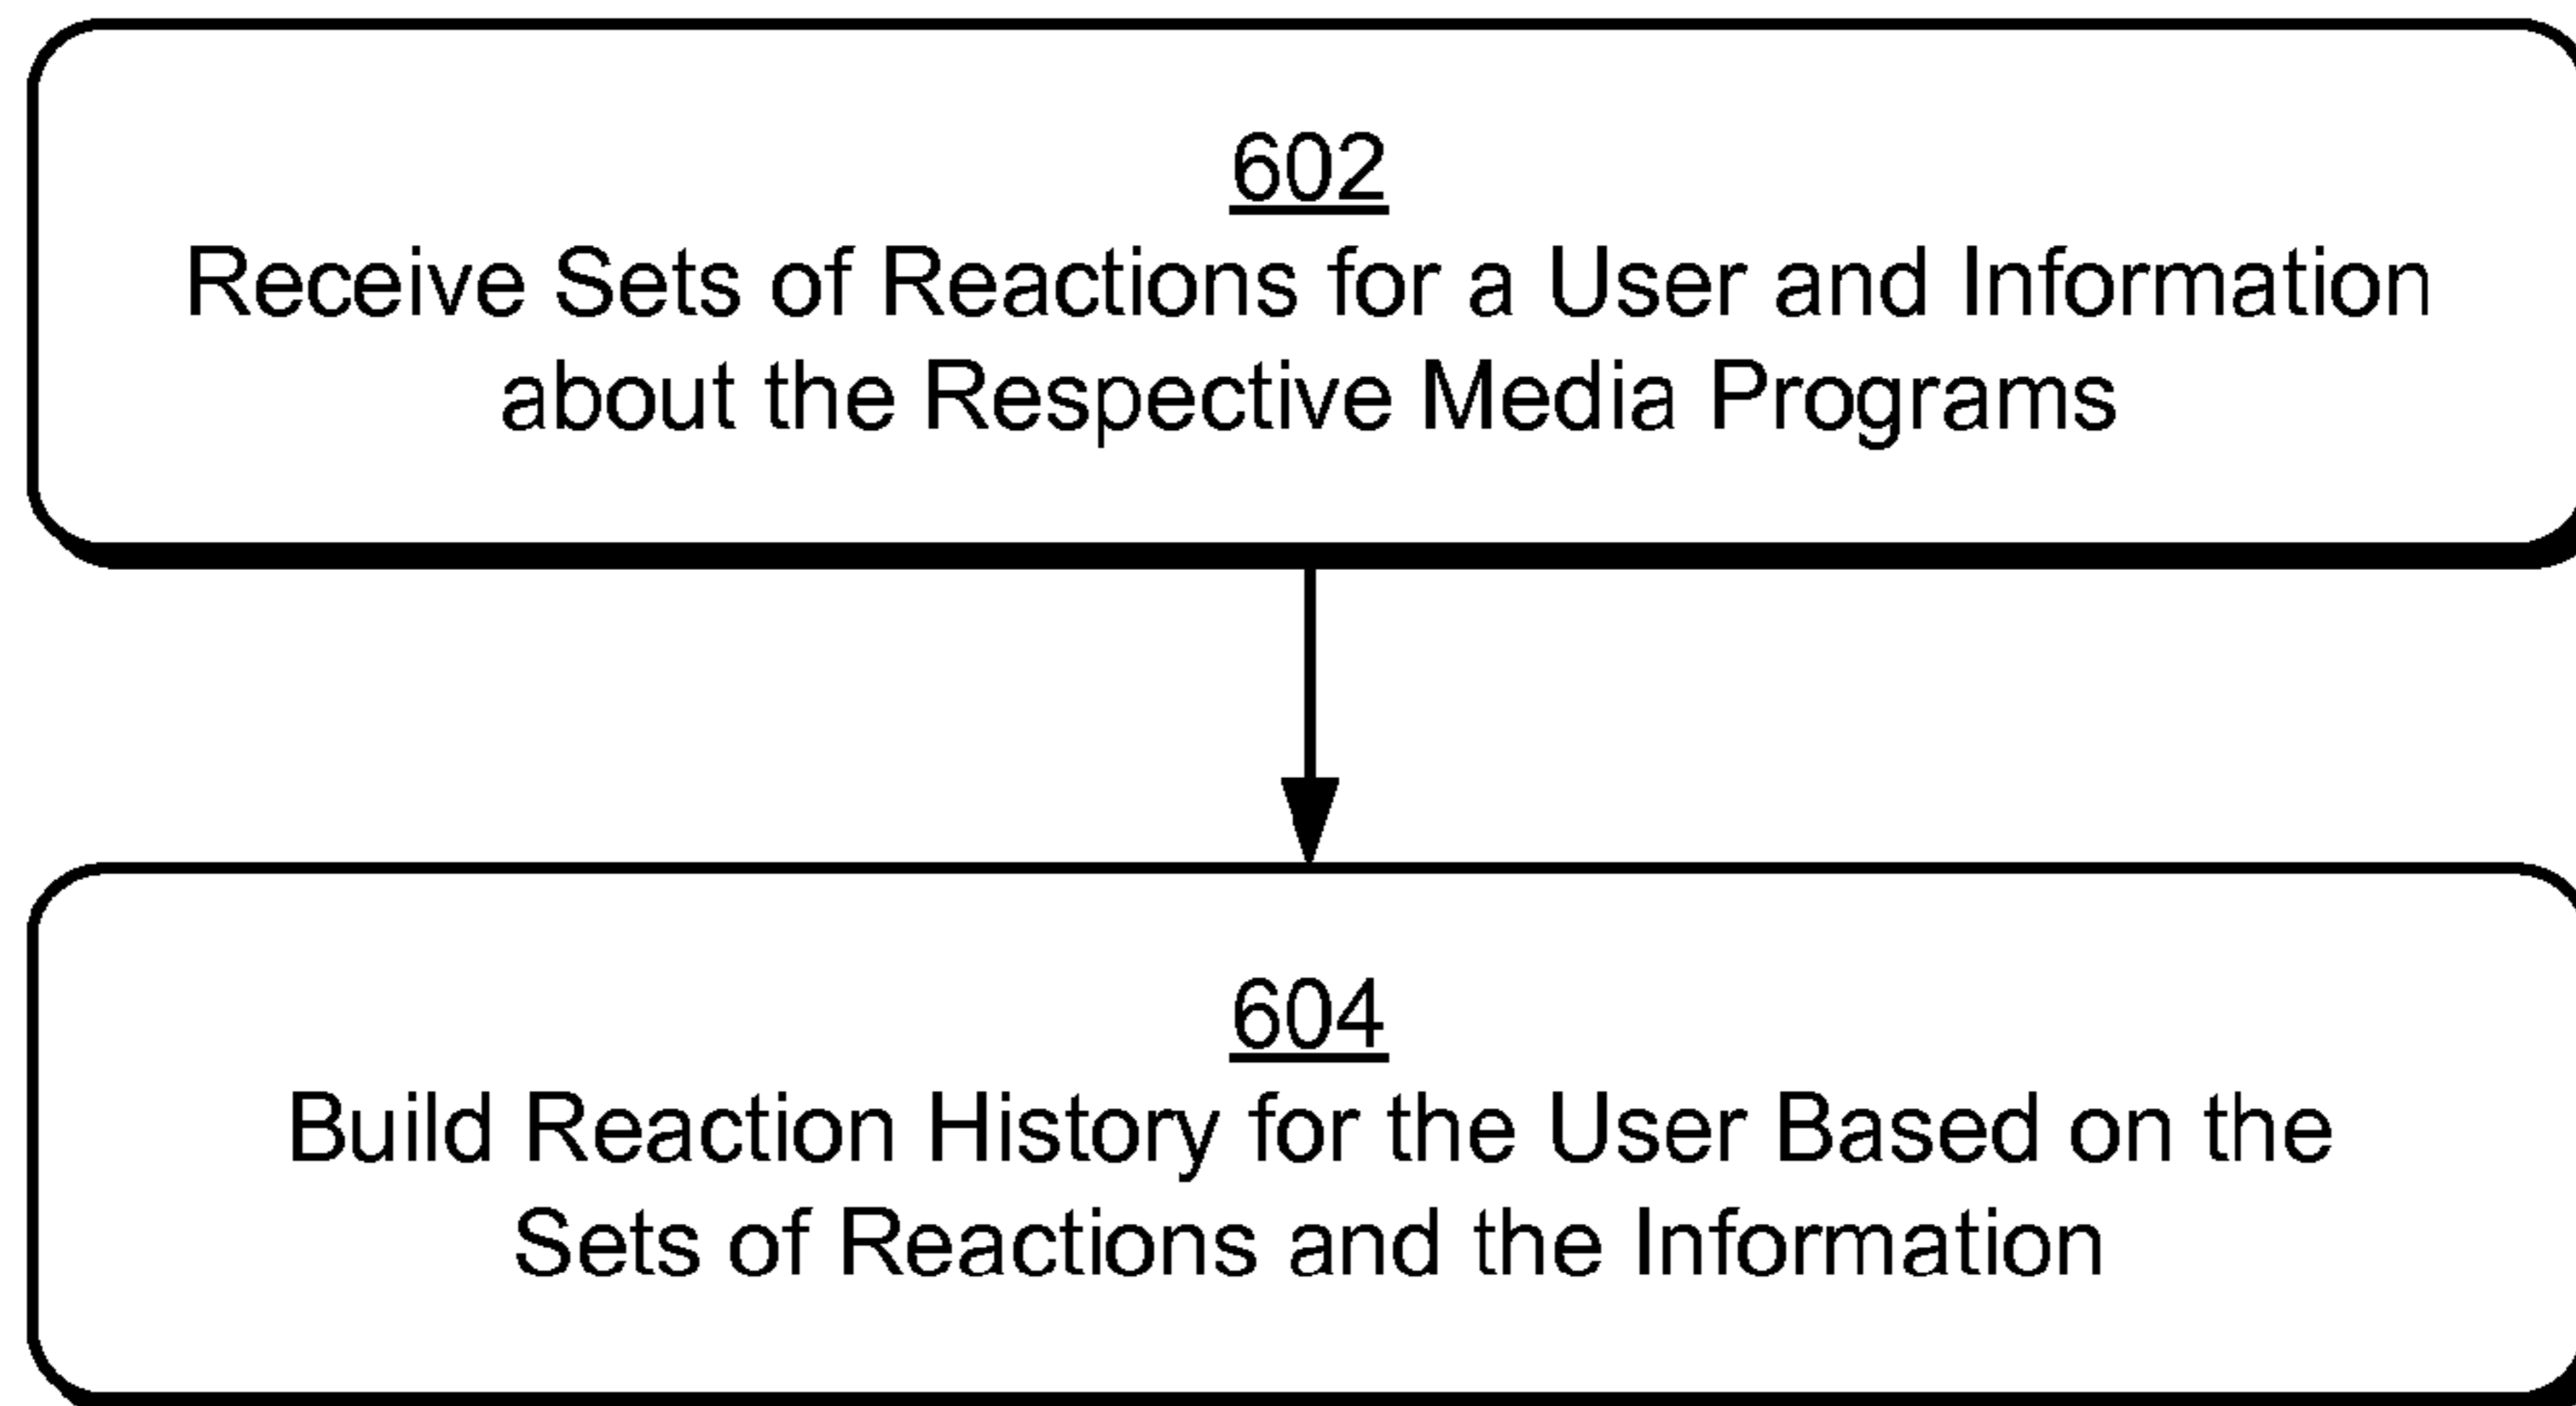 602
Receive Sets of Reactions for a User and Information
about the Respective Media Programs
604
Build Reaction History for the User Based on the
Sets of Reactions and the Information